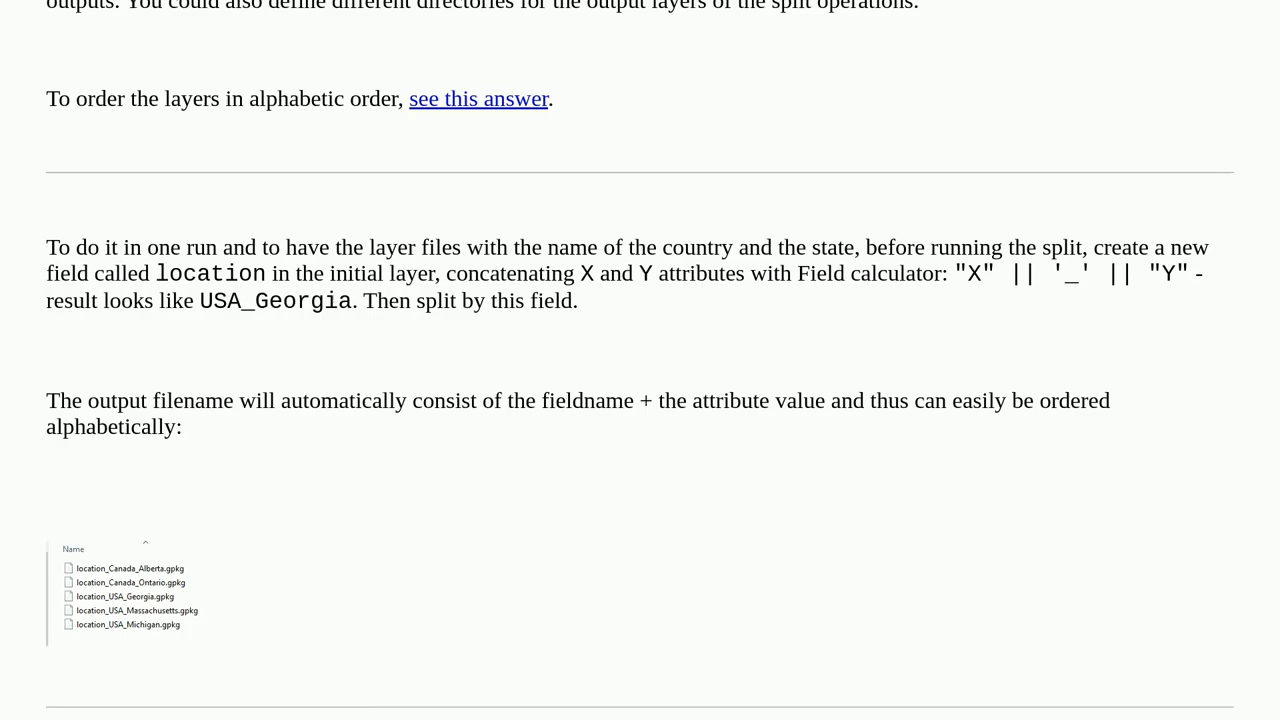 outputs. You could also define different directories for the output layers of the split operations.
To order the layers in alphabetic order, see this answer.
To do it in one run and to have the layer files with the name of the country and the state, before running the split, create a new
field called location in the initial layer, concatenating X and Y attributes with Field calculator: "X" || '_' || "Y" -
result looks like USA_Georgia. Then split by this field.
The output filename will automatically consist of the fieldname + the attribute value and thus can easily be ordered
alphabetically:
Name
location_Canada_Alberta.gpkg
location_Canada_Ontario.gpkg
location_USA_Georgia.gpkg
location_USA_Massachusetts.gpkg
location_USA_Michigan.gpkg